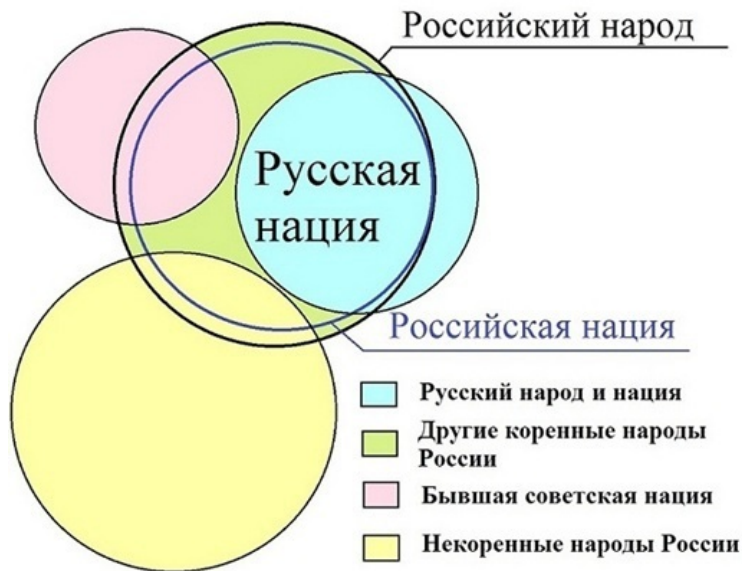 Российский народ
Русская
нация
Российская нация
Русский народ и нация
Другие коренные народы
России
Бывшая советская нация
Некоренные народы России